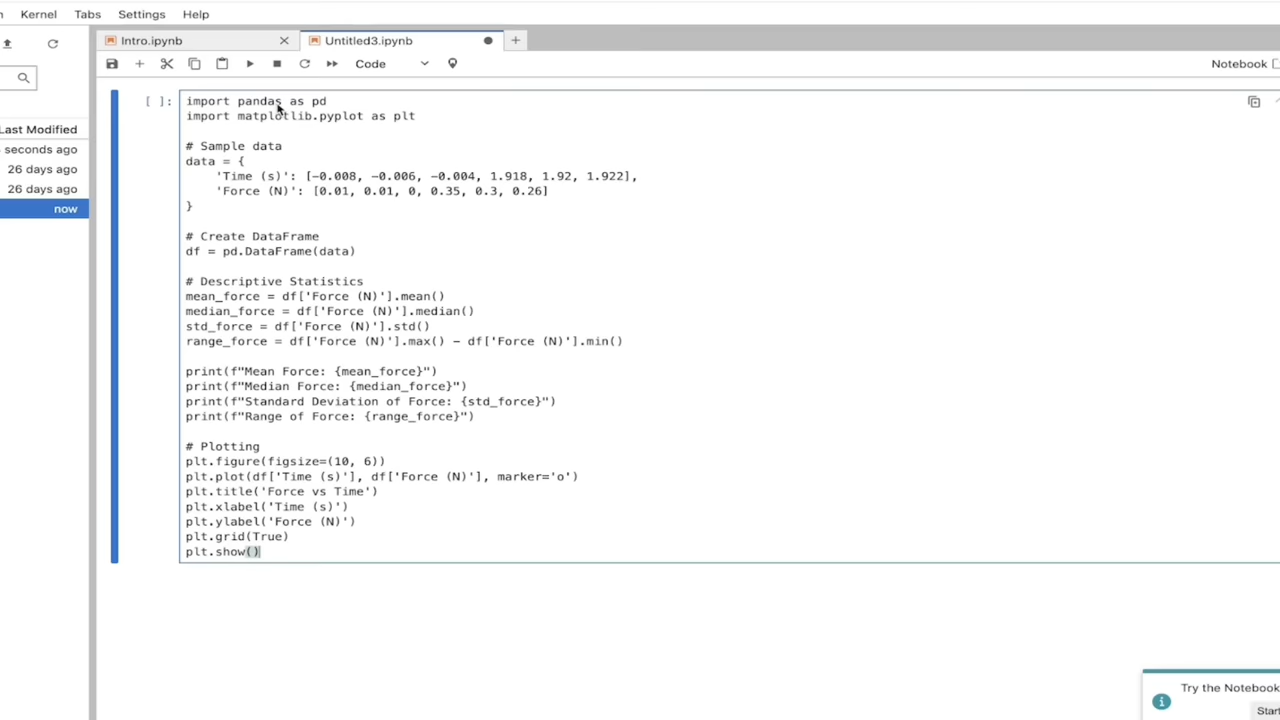 Kernel Tabs Settings Help
Intro.ipynb Untitled3.ipynb
Code Notebook
Last Modified
seconds ago
26 days ago
26 days ago
now
[ ]:
import pandas as pd
import matplotlib.pyplot as plt
# Sample data
data = {
    'Time (s)': [-0.008, -0.006, -0.004, 1.918, 1.92, 1.922],
    'Force (N)': [0.01, 0.01, 0, 0.35, 0.3, 0.26]
}
# Create DataFrame
df = pd.DataFrame(data)
# Descriptive Statistics
mean_force = df['Force (N)'].mean()
median_force = df['Force (N)'].median()
std_force = df['Force (N)'].std()
range_force = df['Force (N)'].max() - df['Force (N)'].min()
print(f"Mean Force: {mean_force}")
print(f"Median Force: {median_force}")
print(f"Standard Deviation of Force: {std_force}")
print(f"Range of Force: {range_force}")
# Plotting
plt.figure(figsize=(10, 6))
plt.plot(df['Time (s)'], df['Force (N)'], marker='o')
plt.title('Force vs Time')
plt.xlabel('Time (s)')
plt.ylabel('Force (N)')
plt.grid(True)
plt.show()
Try the Notebook
Start